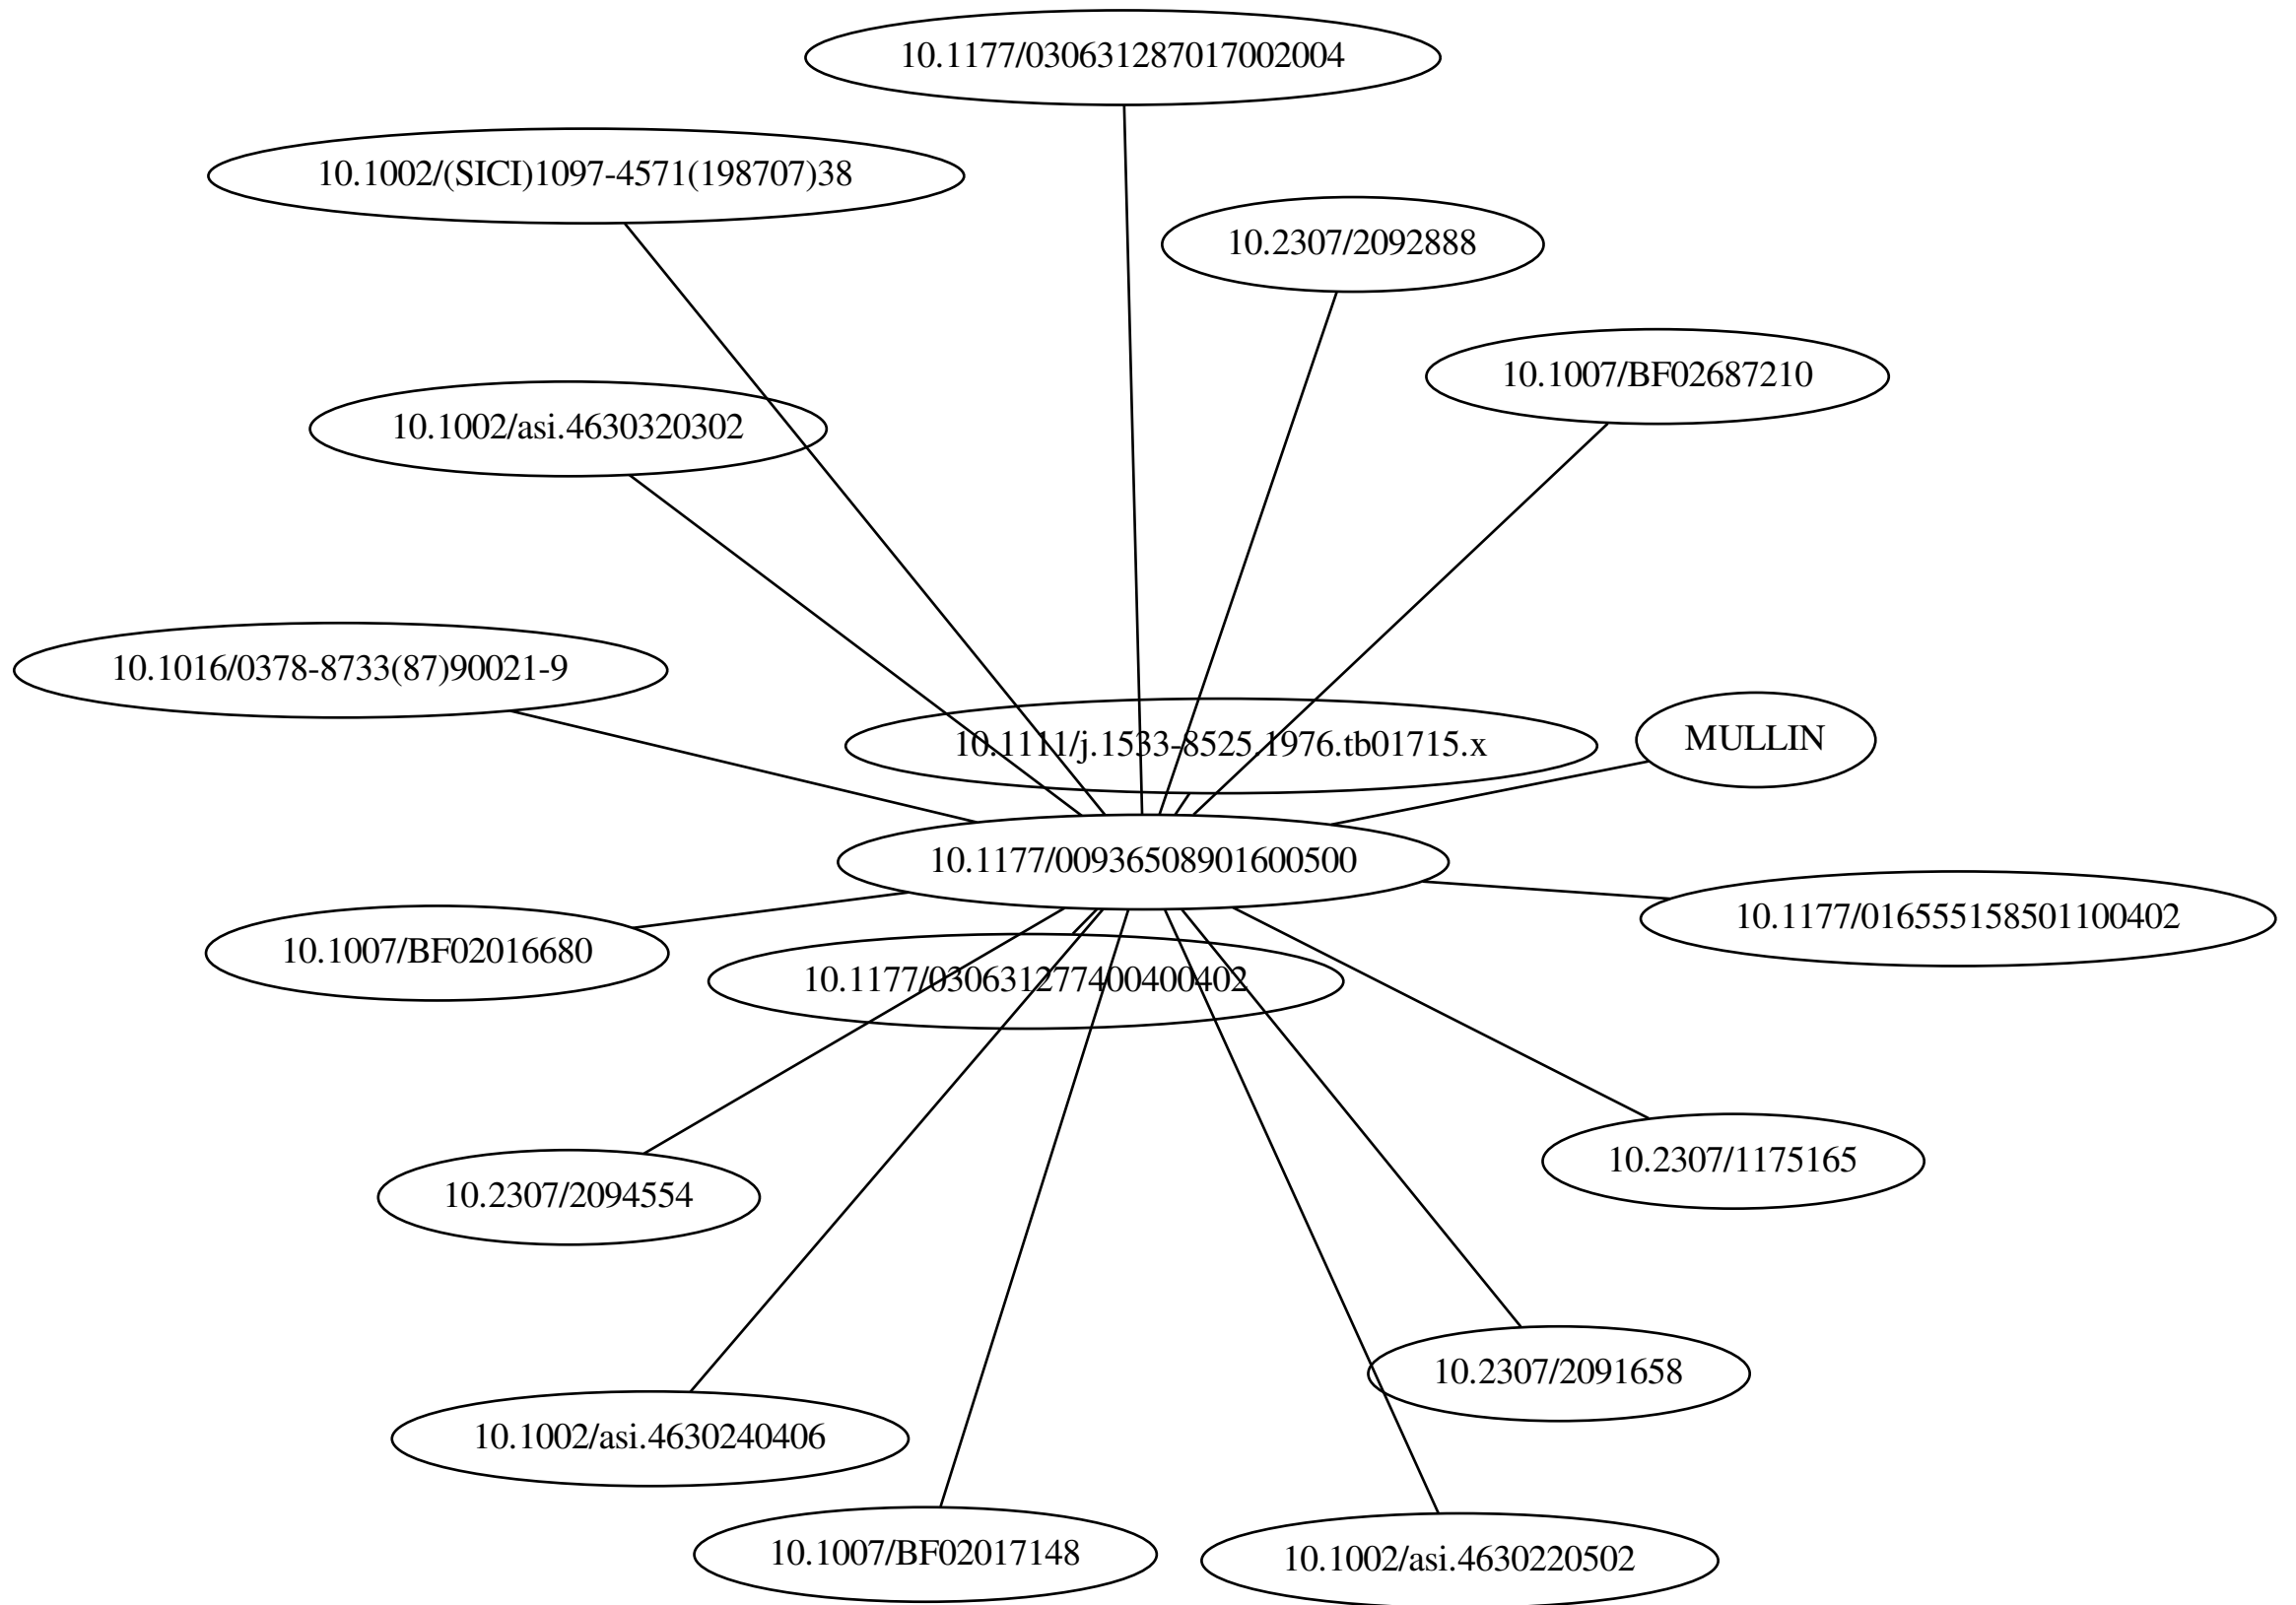 10.1177/030631287017002004
10.1002/(SICI)1097-4571(198707)38
10.2307/2092888
10.1007/BF02687210
10.1002/asi.4630320302
10.1016/0378-8733(87)90021-9
10.1111/j.1533-8525.1976.tb01715.x
MULLIN
10.1177/00936508901600500
10.1177/016555158501100402
10.1007/BF02016680
10.1177/030631277400400402
10.2307/1175165
10.2307/2094554
10.2307/2091658
10.1002/asi.4630240406
10.1007/BF02017148
10.1002/asi.4630220502